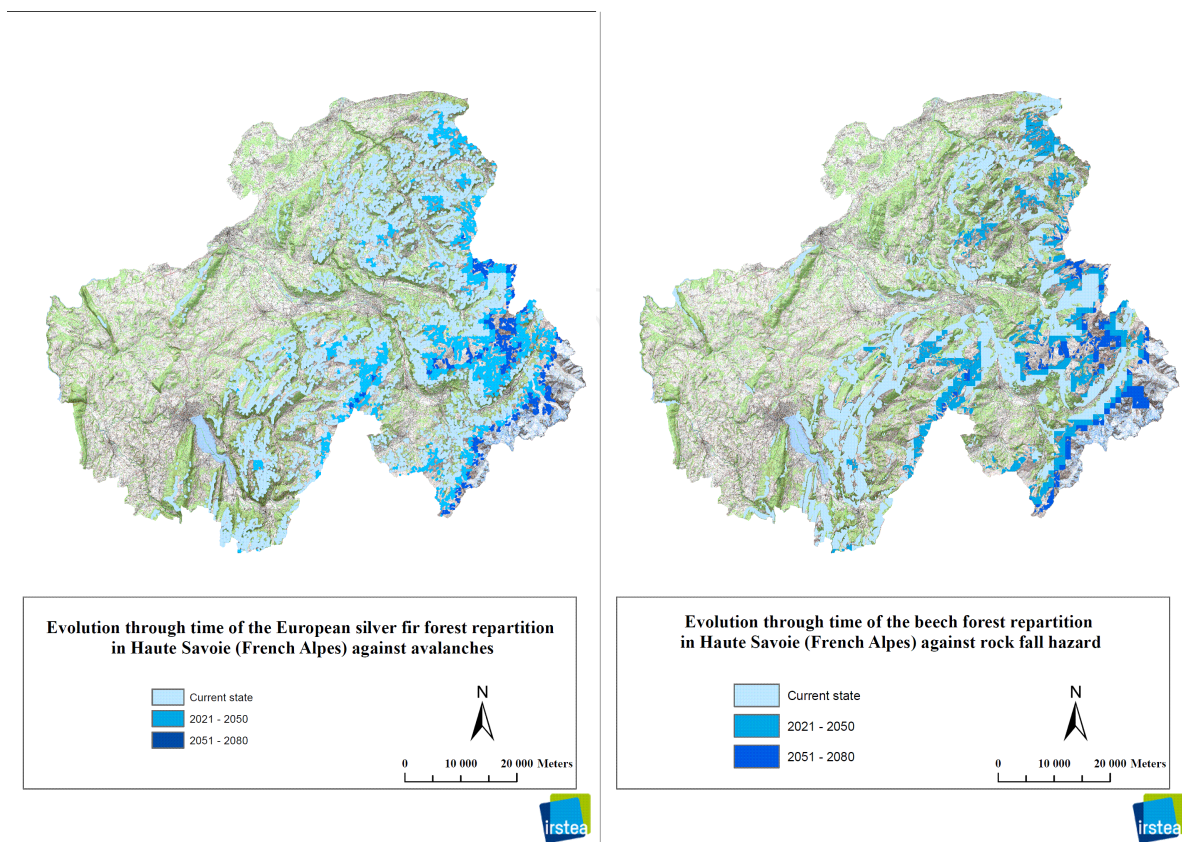 Evolution through time of the European silver fir forest repartition
in Haute Savoie (French Alpes) against avalanches
Current state
2021 - 2050
2051 - 2080
N
0 10 000 20 000 Meters
irstea
Evolution through time of the beech forest repartition
in Haute Savoie (French Alpes) against rock fall hazard
Current state
2021 - 2050
2051 - 2080
N
0 10 000 20 000 Meters
irstea